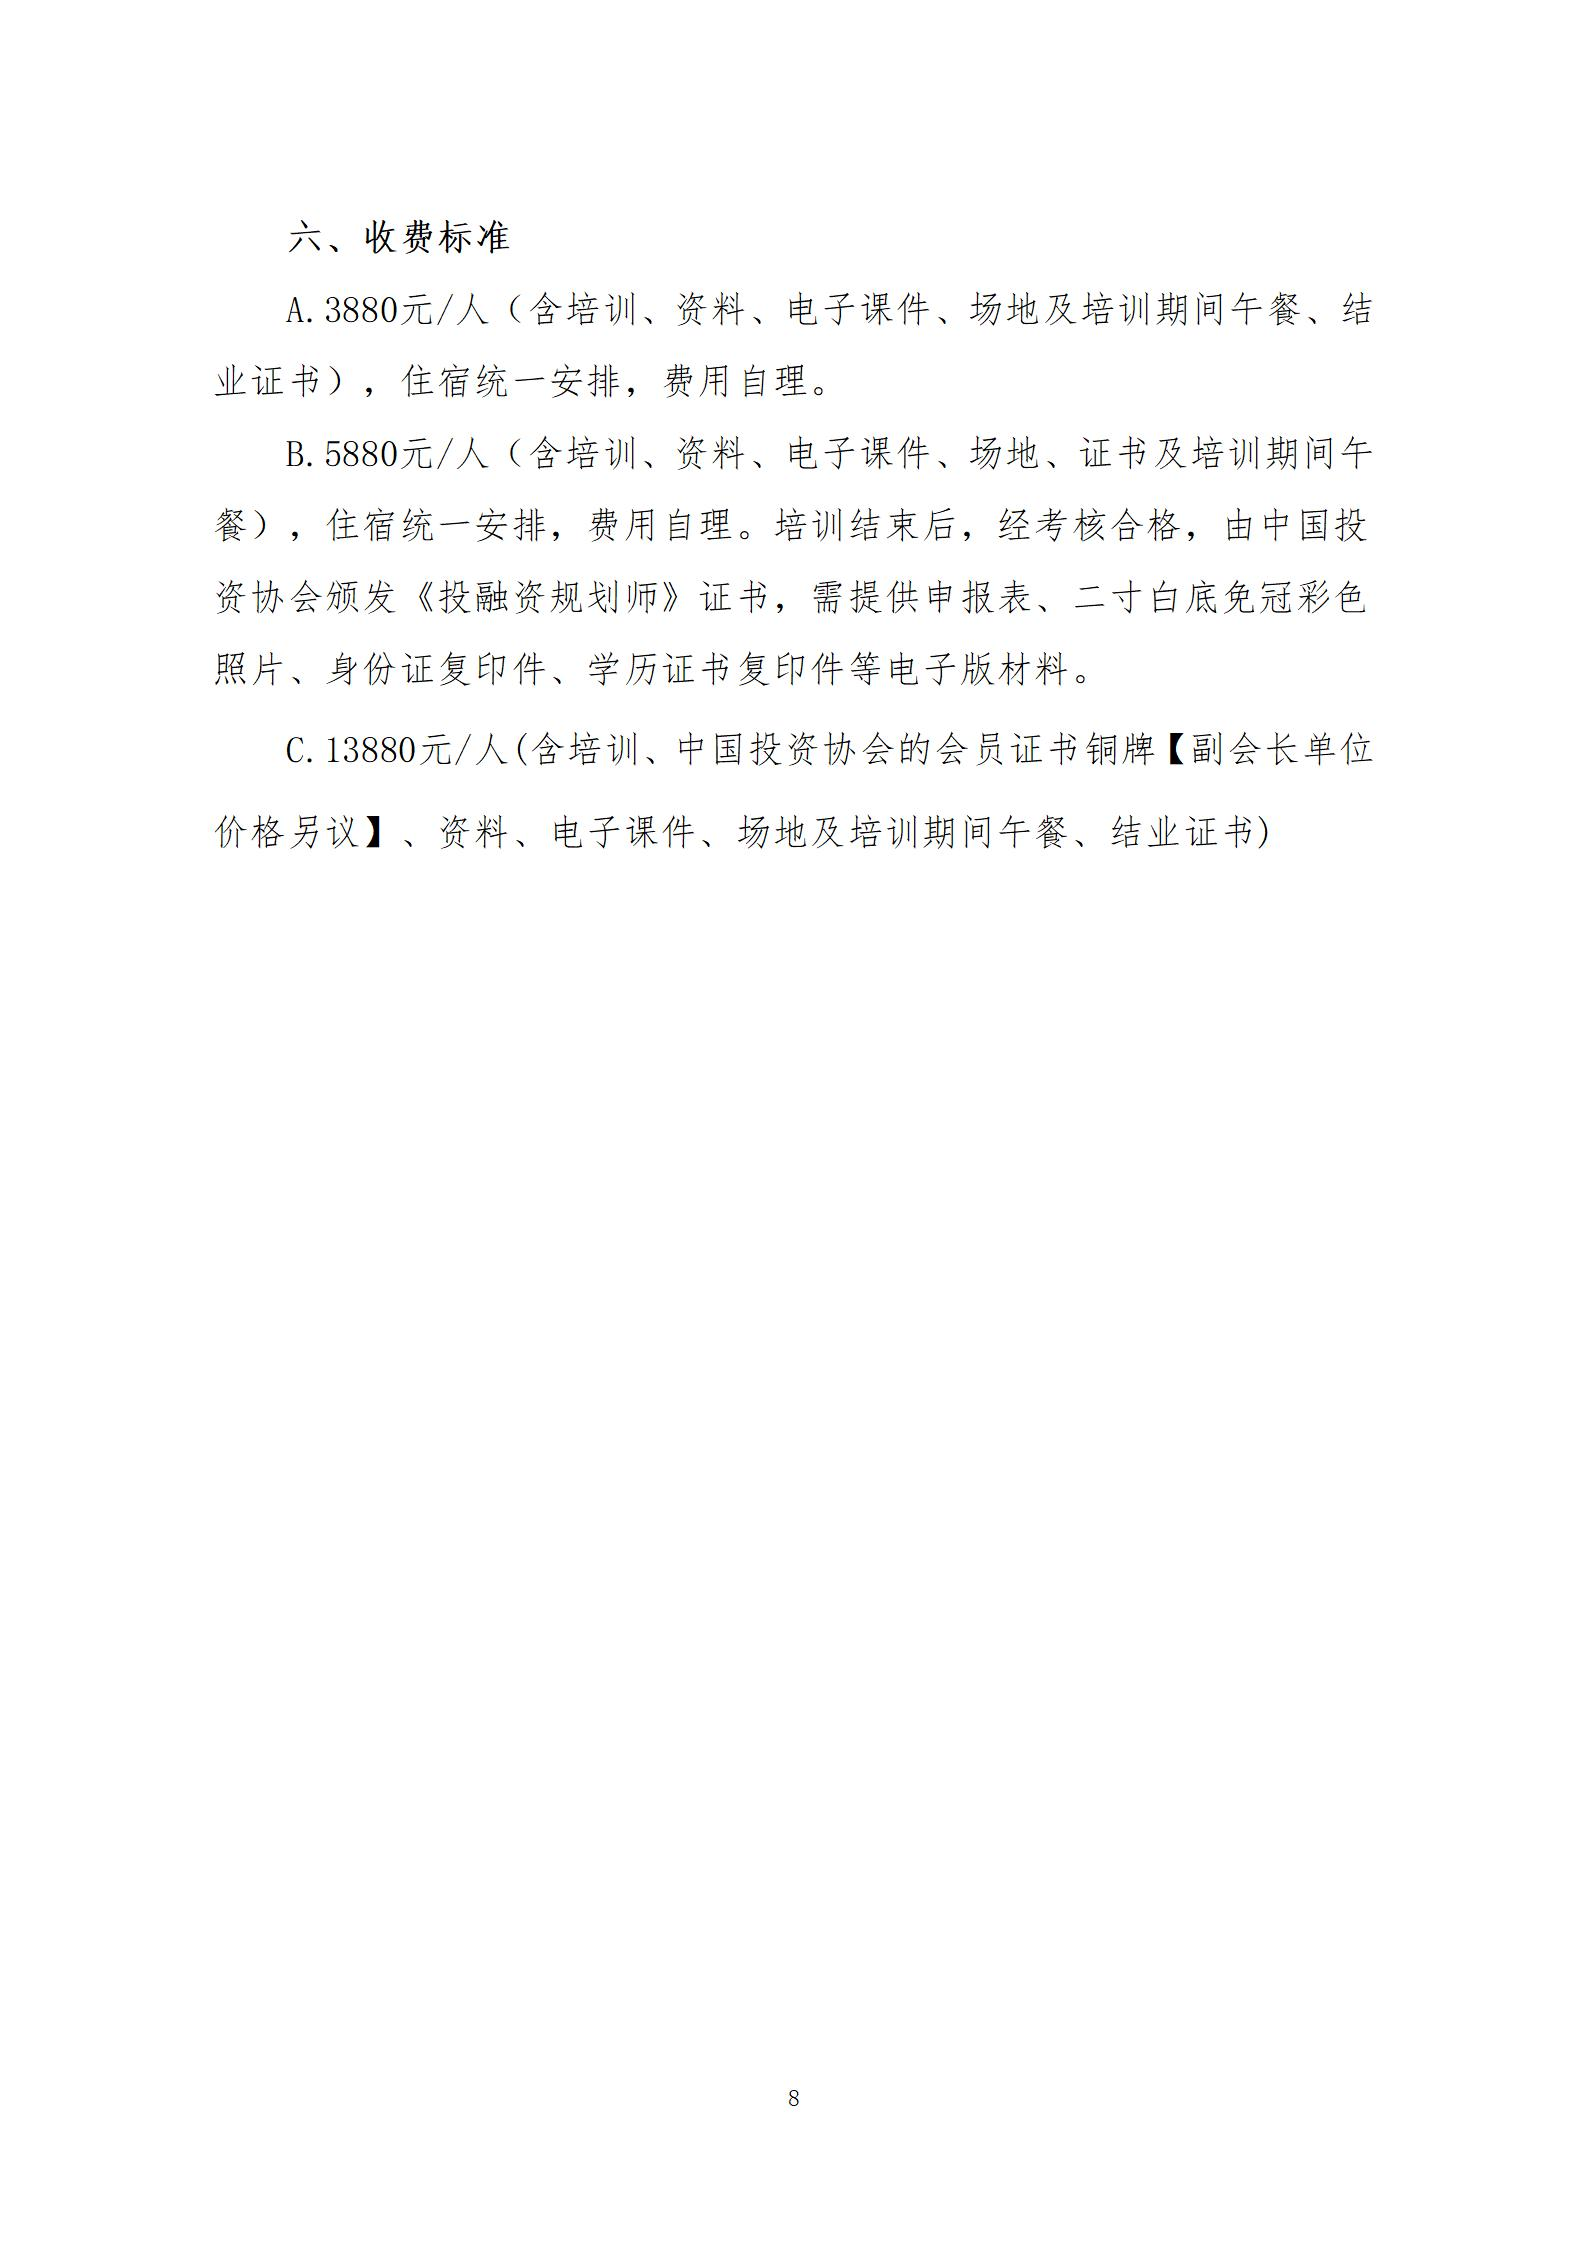 六、收费标准
A.3880元/人（含培训、资料、电子课件、场地及培训期间午餐、结
业证书），住宿统一安排，费用自理。
B.5880元/人（含培训、资料、电子课件、场地、证书及培训期间午
餐），住宿统一安排，费用自理。培训结束后，经考核合格，由中国投
资协会颁发《投融资规划师》证书，需提供申报表、二寸白底免冠彩色
照片、身份证复印件、学历证书复印件等电子版材料。
C.13880元/人(含培训、中国投资协会的会员证书铜牌【副会长单位
价格另议】、资料、电子课件、场地及培训期间午餐、结业证书)
8